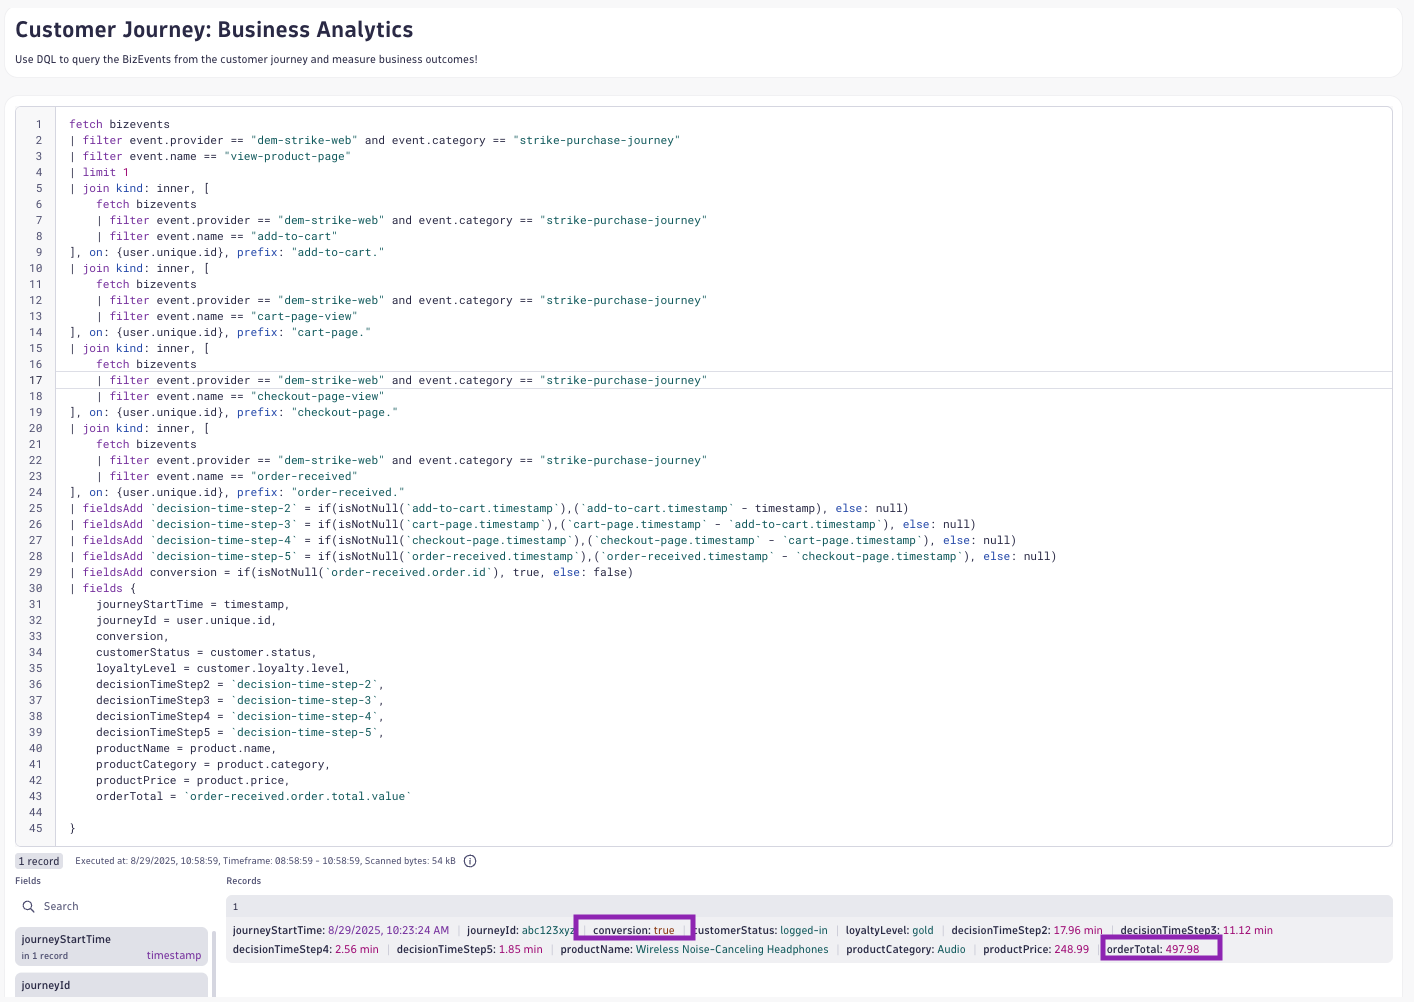 Customer Journey: Business Analytics
Use DQL to query the BizEvents from the customer journey and measure business outcomes!
1 fetch bizevents
2 | filter event.provider == "dem-strike-web" and event.category == "strike-purchase-journey"
3 | filter event.name == "view-product-page"
4 | limit 1
5 | join kind: inner, [
6 fetch bizevents
7 | filter event.provider == "dem-strike-web" and event.category == "strike-purchase-journey"
8 | filter event.name == "add-to-cart"
9 ], on: {user.unique.id}, prefix: "add-to-cart."
10 | join kind: inner, [
11 fetch bizevents
12 | filter event.provider == "dem-strike-web" and event.category == "strike-purchase-journey"
13 | filter event.name == "cart-page-view"
14 ], on: {user.unique.id}, prefix: "cart-page."
15 | join kind: inner, [
16 fetch bizevents
17 | filter event.provider == "dem-strike-web" and event.category == "strike-purchase-journey"
18 | filter event.name == "checkout-page-view"
19 ], on: {user.unique.id}, prefix: "checkout-page."
20 | join kind: inner, [
21 fetch bizevents
22 | filter event.provider == "dem-strike-web" and event.category == "strike-purchase-journey"
23 | filter event.name == "order-received"
24 ], on: {user.unique.id}, prefix: "order-received."
25 | fieldsAdd `decision-time-step-2` = if(isNotNull(`add-to-cart.timestamp`),(`add-to-cart.timestamp` - timestamp), else: null)
26 | fieldsAdd `decision-time-step-3` = if(isNotNull(`cart-page.timestamp`),(`cart-page.timestamp` - `add-to-cart.timestamp`), else: null)
27 | fieldsAdd `decision-time-step-4` = if(isNotNull(`checkout-page.timestamp`),(`checkout-page.timestamp` - `cart-page.timestamp`), else: null)
28 | fieldsAdd `decision-time-step-5` = if(isNotNull(`order-received.timestamp`),(`order-received.timestamp` - `checkout-page.timestamp`), else: null)
29 | fieldsAdd conversion = if(isNotNull(`order-received.order.id`), true, else: false)
30 | fields {
31 journeyStartTime = timestamp,
32 journeyId = user.unique.id,
33 conversion,
34 customerStatus = customer.status,
35 loyaltyLevel = customer.loyalty.level,
36 decisionTimeStep2 = `decision-time-step-2`,
37 decisionTimeStep3 = `decision-time-step-3`,
38 decisionTimeStep4 = `decision-time-step-4`,
39 decisionTimeStep5 = `decision-time-step-5`,
40 productName = product.name,
41 productCategory = product.category,
42 productPrice = product.price,
43 orderTotal = `order-received.order.total.value`
44
45 }
1 record Executed at: 8/29/2025, 10:58:59, Timeframe: 08:58:59 - 10:58:59, Scanned bytes: 54 kB
Fields
Search
journeyStartTime
in 1 record timestamp
journeyId
Records
1
journeyStartTime: 8/29/2025, 10:23:24 AM | journeyId: abc123xyz | conversion: true | customerStatus: logged-in | loyaltyLevel: gold | decisionTimeStep2: 17.96 min | decisionTimeStep3: 11.12 min
decisionTimeStep4: 2.56 min | decisionTimeStep5: 1.85 min | productName: Wireless Noise-Canceling Headphones | productCategory: Audio | productPrice: 248.99 | orderTotal: 497.98